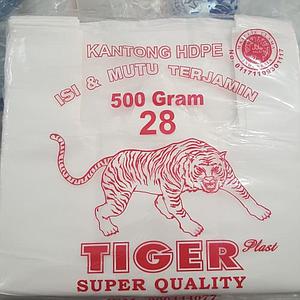 KANTONG HDPE
ISI & MUTU TERJAMIN
500 Gram
28
TIGER Plast
SUPER QUALITY